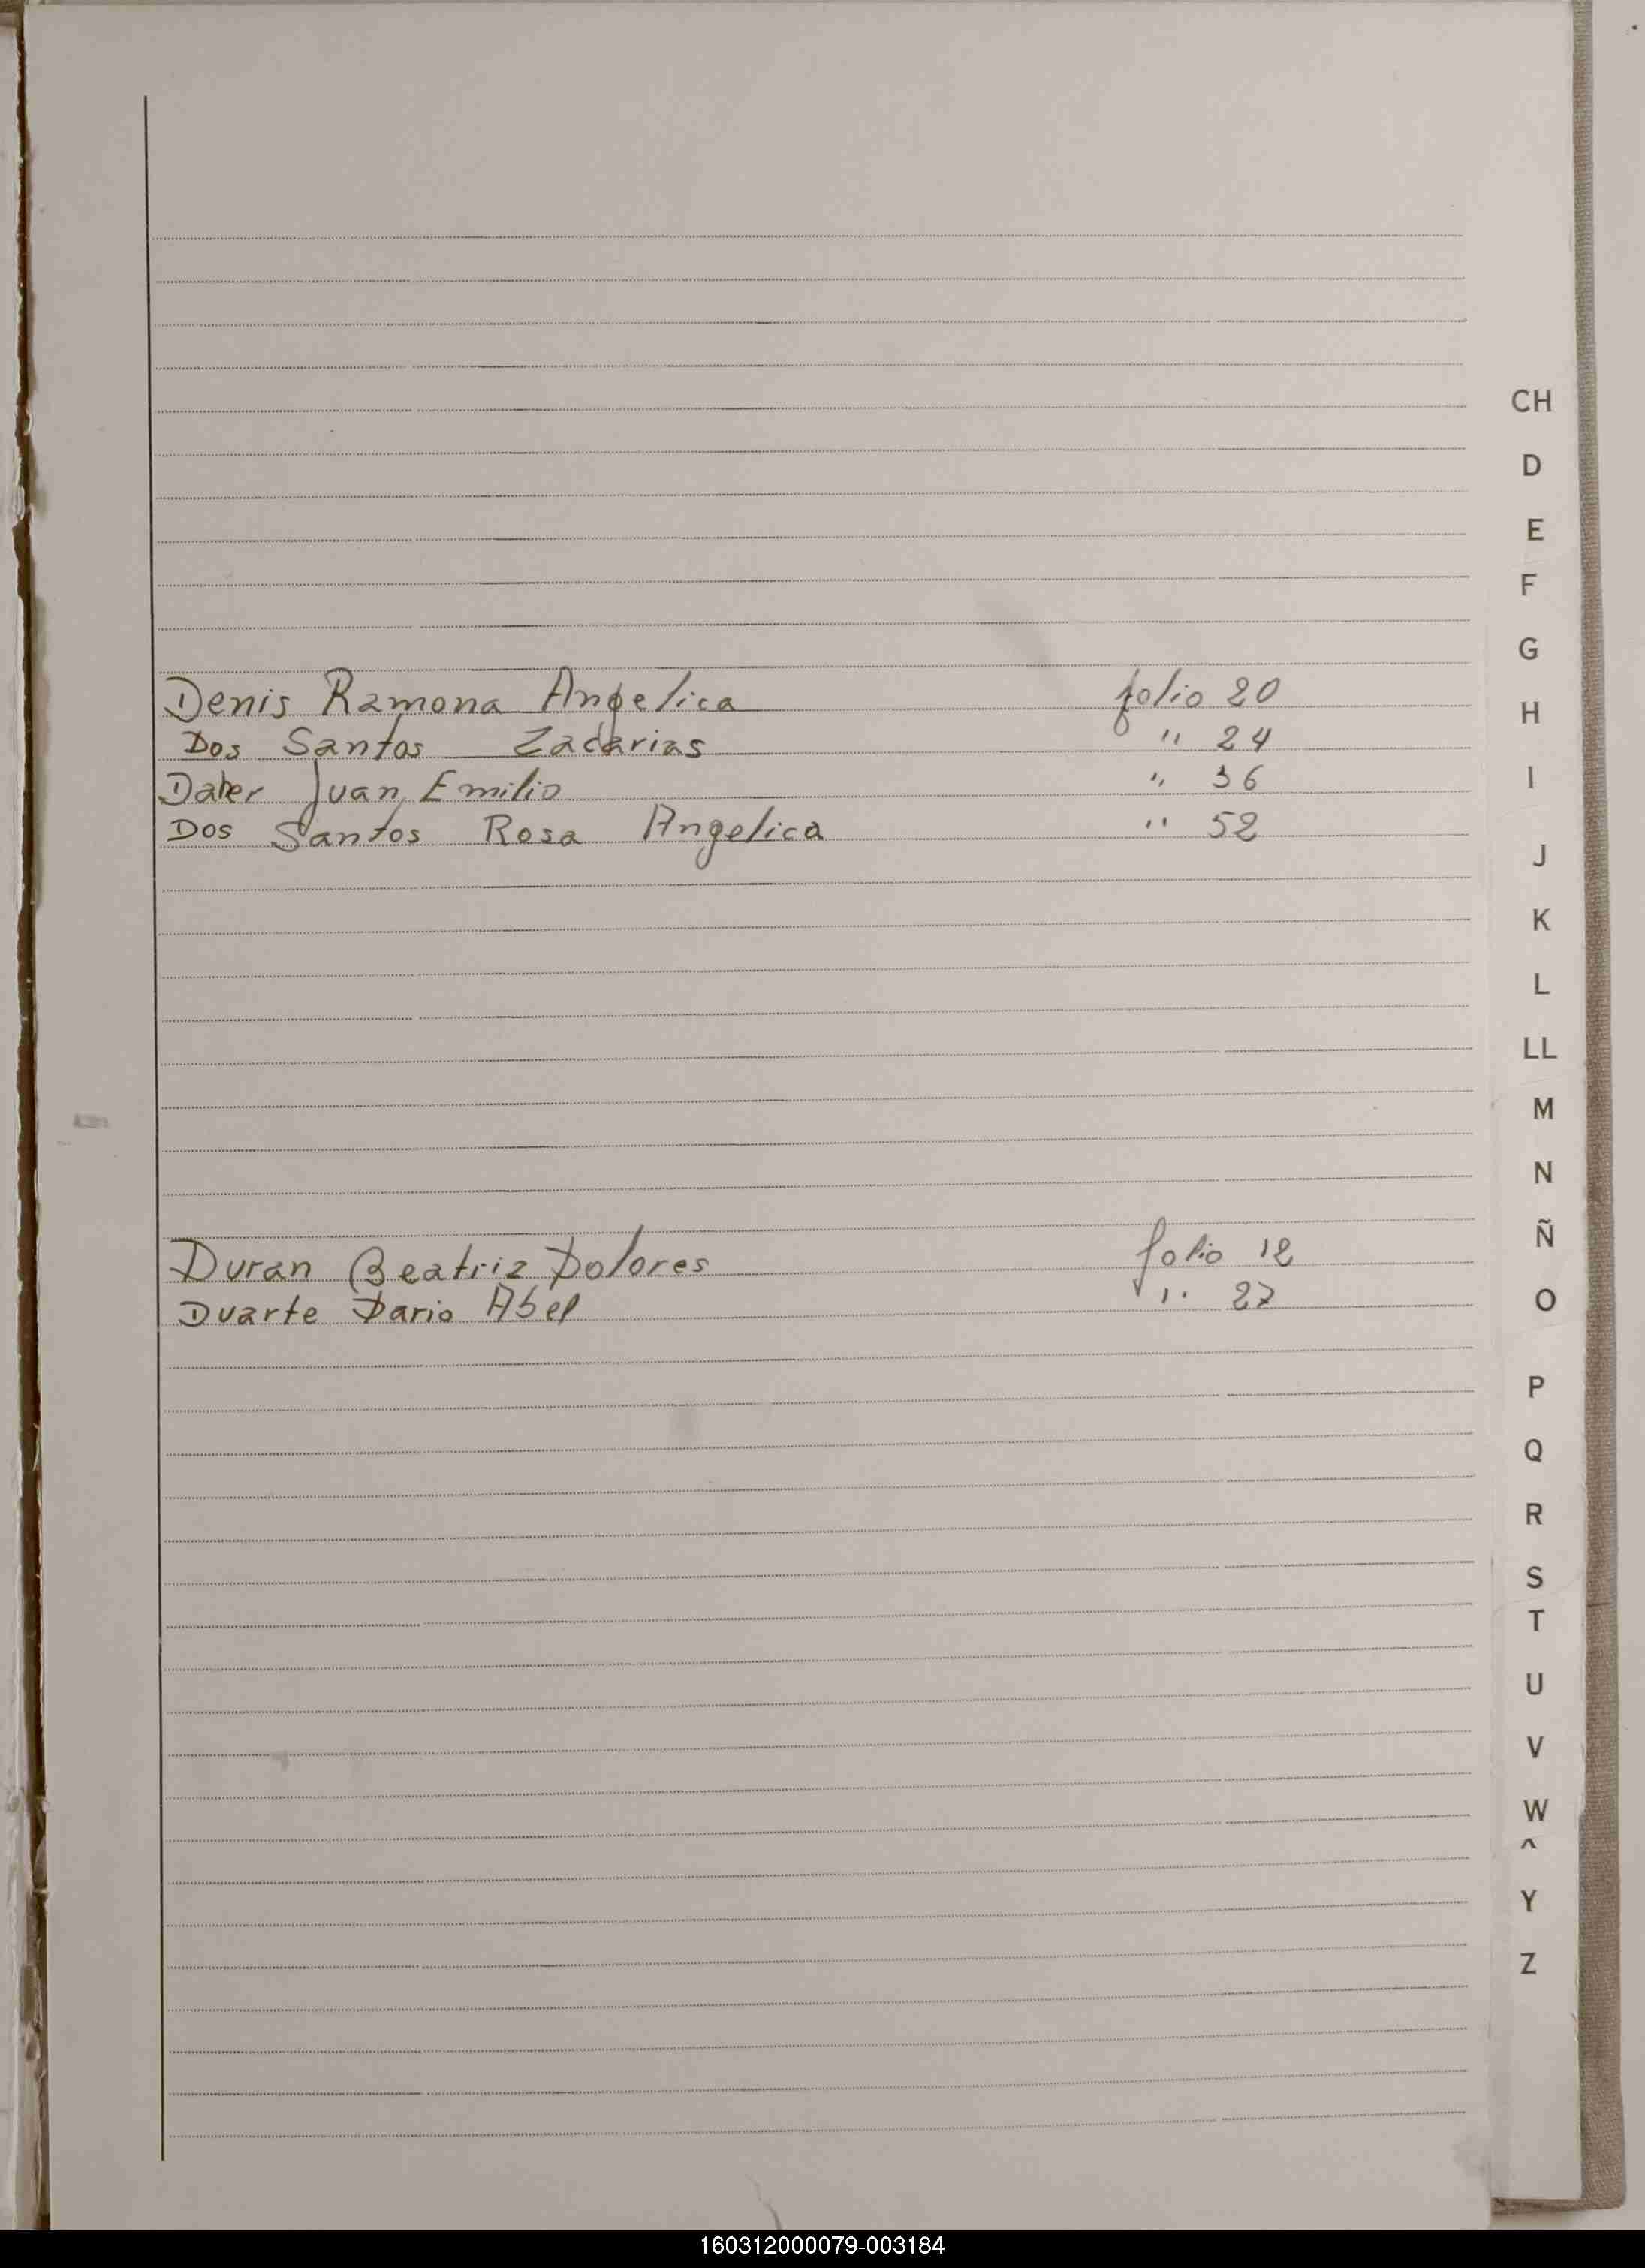 CH
D
E
F
G
Denis Ramona Angelica folio 20
H
Dos Santos Zacarias " 24
Daher Juan Emilio " 36
I
Dos Santos Rosa Angelica " 52
J
K
L
LL
M
N
Ñ
Duran Beatriz Dolores folio 12
Duarte Dario Abel " 27
O
P
Q
R
S
T
U
V
W
^
Y
Z
160312000079-003184